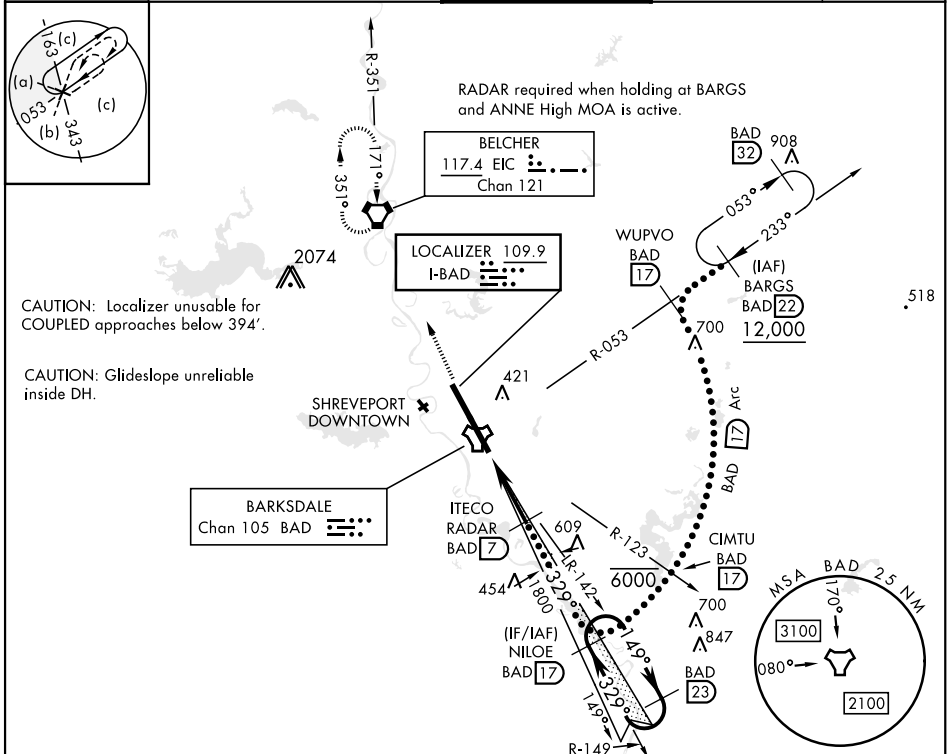 163
(c)
(a)
053
(b)
343
(c)
R-351
RADAR required when holding at BARGS
and ANNE High MOA is active.
BELCHER
117.4 EIC
Chan 121
351°
171°
2074
LOCALIZER 109.9
I-BAD
CAUTION: Localizer unusable for
COUPLED approaches below 394'.
CAUTION: Glideslope unreliable
inside DH.
BAD
32
908
053°
233°
WUPVO
BAD
17
(IAF)
BARGS
BAD 22
12,000
518
700
R-053
421
SHREVEPORT
DOWNTOWN
BAD 17 Arc
BARKSDALE
Chan 105 BAD
ITECO
RADAR
BAD 7
609
R-123
LR-142
6000
CIMTU
BAD
17
454
329°
1800
700
847
(IF/IAF)
NILOE
BAD 17
149°
329°
BAD
23
149°
R-149
MSA BAD 25 NM
170°
3100
080°
2100